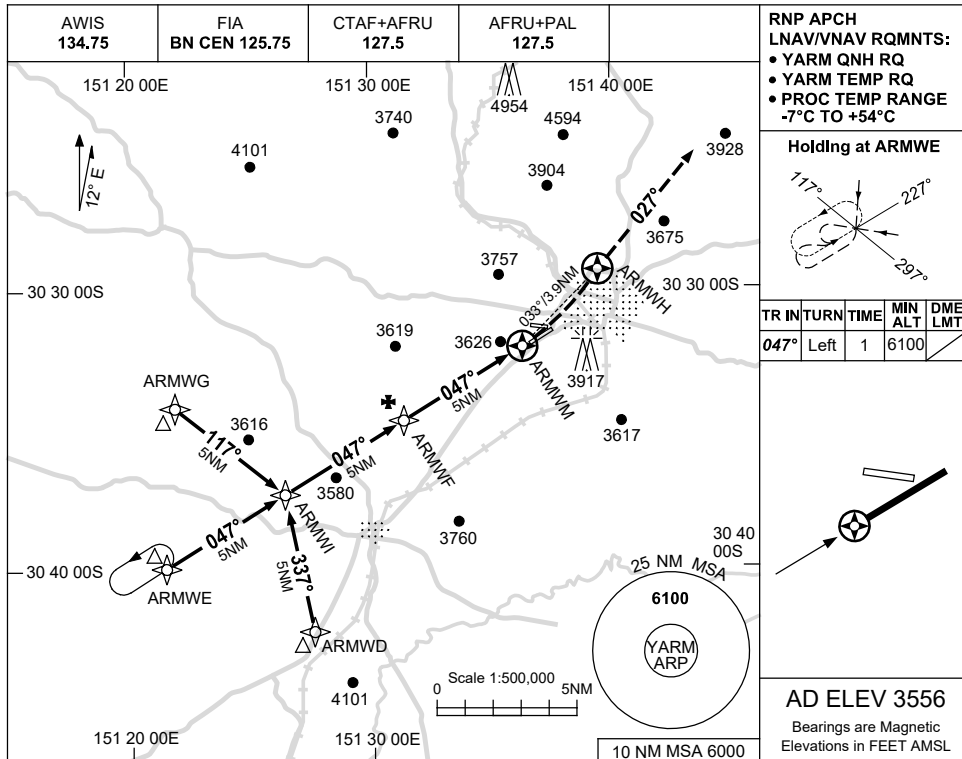 AWIS
134.75
FIA
BN CEN 125.75
CTAF+AFRU
127.5
AFRU+PAL
127.5
RNP APCH
LNAV/VNAV RQMNTS:
• YARM QNH RQ
• YARM TEMP RQ
• PROC TEMP RANGE
-7°C TO +54°C
151 20 00E
151 30 00E
151 40 00E
4954
3740
4594
3928
4101
3904
12° E
027°
3675
Holding at ARMWE
117°
227°
297°
TR IN
TURN
TIME
MIN
ALT
DME
LMT
047°
Left
1
6100
3757
033°/3.9NM
ARMWH
30 30 00S
30 30 00S
3619
3626
ARMWM
3917
ARMWG
3616
117°
5NM
047°
5NM
047°
5NM
ARMWF
3617
3580
ARMWI
3760
047°
5NM
337°
5NM
30 40
00S
30 40 00S
ARMWE
ARMWD
4101
25 NM MSA
6100
YARM
ARP
Scale 1:500,000
0
5NM
151 20 00E
151 30 00E
10 NM MSA 6000
AD ELEV 3556
Bearings are Magnetic
Elevations in FEET AMSL